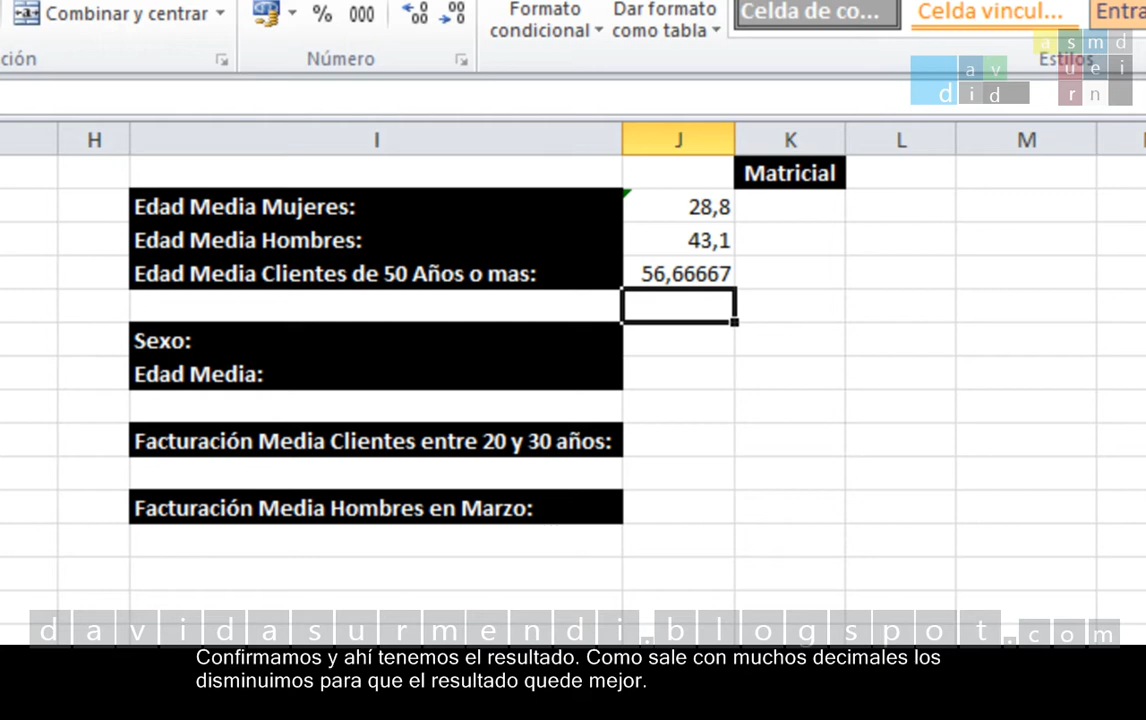 Combinar y centrar
% 000
Formato condicional
Dar formato como tabla
Celda de co...
Celda vincul...
Entra
ción
Número
Estilos
a s m d
a v u e i
d i d r n
H I J K L M
Matricial
Edad Media Mujeres: 28,8
Edad Media Hombres: 43,1
Edad Media Clientes de 50 Años o mas: 56,66667
Sexo:
Edad Media:
Facturación Media Clientes entre 20 y 30 años:
Facturación Media Hombres en Marzo:
davidasurmendi.blogspot.com
Confirmamos y ahí tenemos el resultado. Como sale con muchos decimales los
disminuimos para que el resultado quede mejor.